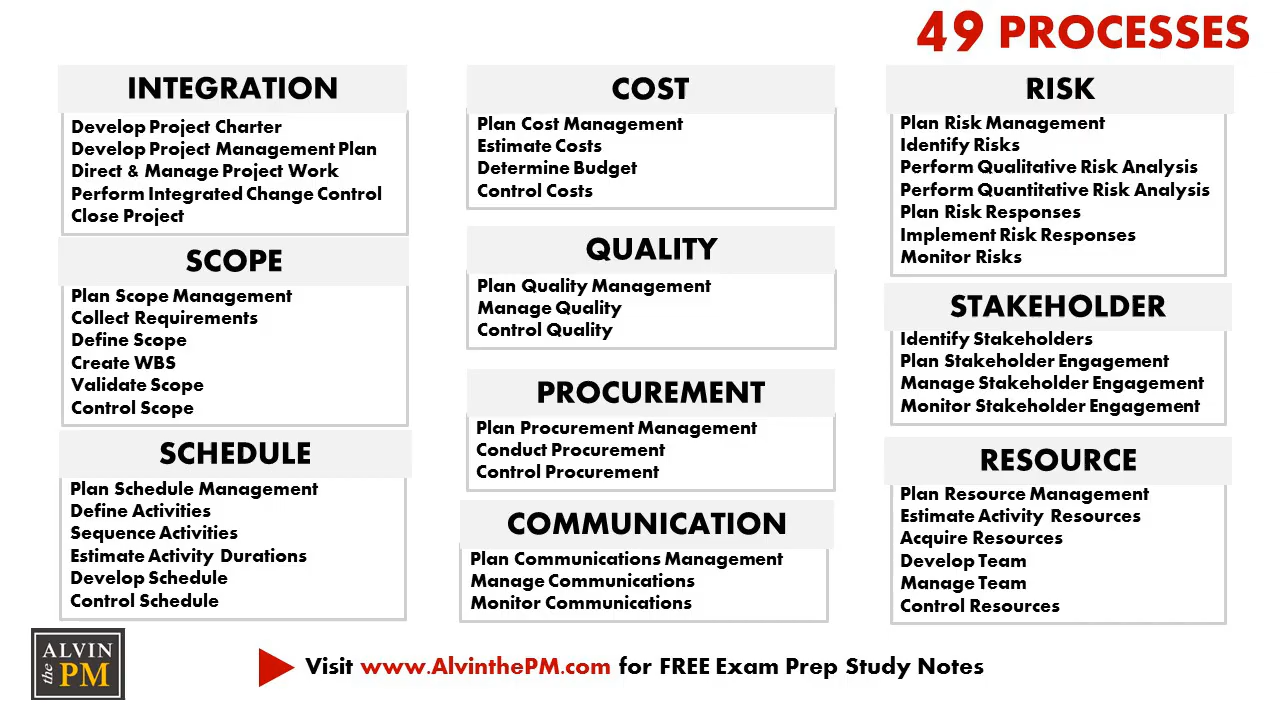 49 PROCESSES
INTEGRATION
Develop Project Charter
Develop Project Management Plan
Direct & Manage Project Work
Perform Integrated Change Control
Close Project
SCOPE
Plan Scope Management
Collect Requirements
Define Scope
Create WBS
Validate Scope
Control Scope
SCHEDULE
Plan Schedule Management
Define Activities
Sequence Activities
Estimate Activity Durations
Develop Schedule
Control Schedule
COST
Plan Cost Management
Estimate Costs
Determine Budget
Control Costs
QUALITY
Plan Quality Management
Manage Quality
Control Quality
PROCUREMENT
Plan Procurement Management
Conduct Procurement
Control Procurement
COMMUNICATION
Plan Communications Management
Manage Communications
Monitor Communications
RISK
Plan Risk Management
Identify Risks
Perform Qualitative Risk Analysis
Perform Quantitative Risk Analysis
Plan Risk Responses
Implement Risk Responses
Monitor Risks
STAKEHOLDER
Identify Stakeholders
Plan Stakeholder Engagement
Manage Stakeholder Engagement
Monitor Stakeholder Engagement
RESOURCE
Plan Resource Management
Estimate Activity Resources
Acquire Resources
Develop Team
Manage Team
Control Resources
ALVIN
the PM
Visit www.AlvinthePM.com for FREE Exam Prep Study Notes